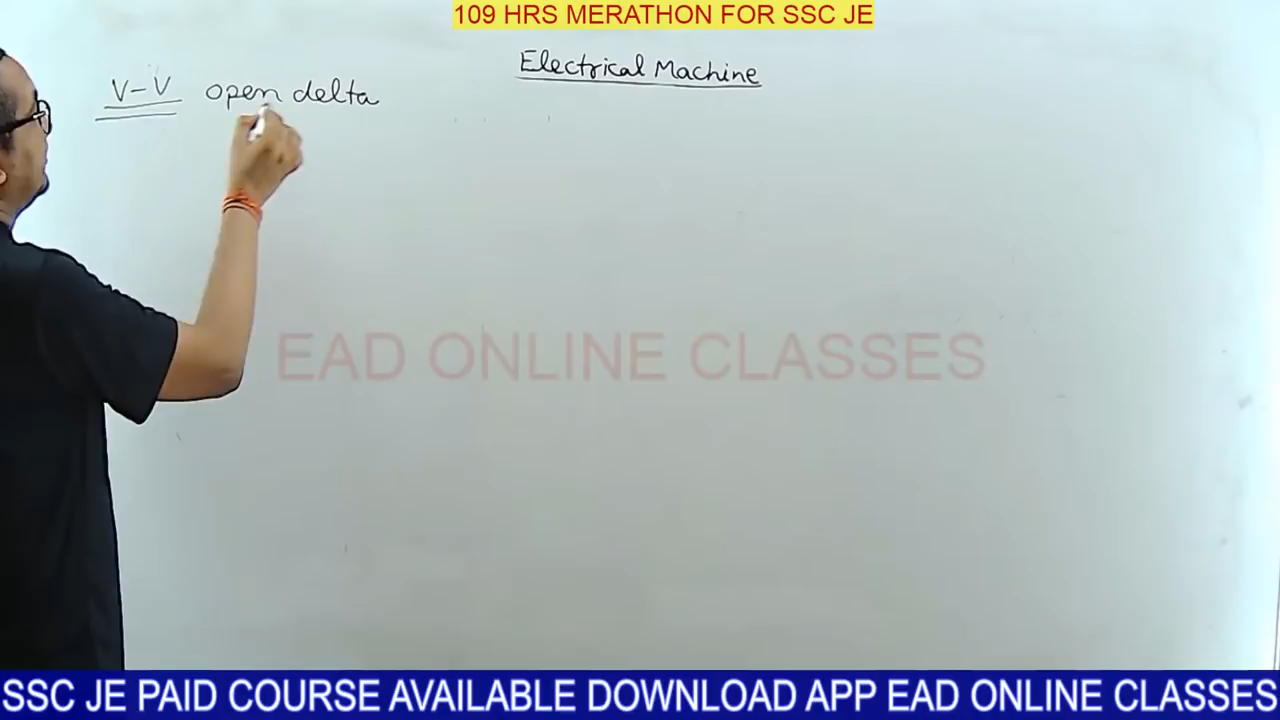 109 HRS MERATHON FOR SSC JE
Electrical Machine
V-V open delta
EAD ONLINE CLASSES
SSC JE PAID COURSE AVAILABLE DOWNLOAD APP EAD ONLINE CLASSES